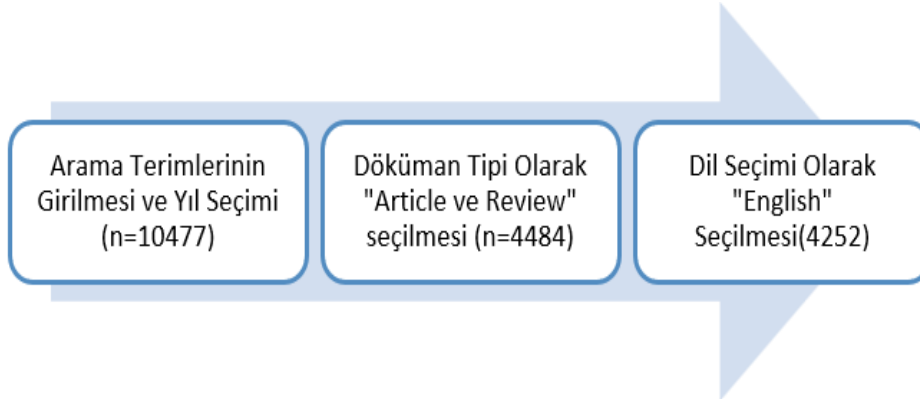 Arama Terimlerinin
Girilmesi ve Yıl Seçimi
(n=10477)
Döküman Tipi Olarak
"Article ve Review"
seçilmesi (n=4484)
Dil Seçimi Olarak
"English"
Seçilmesi(4252)